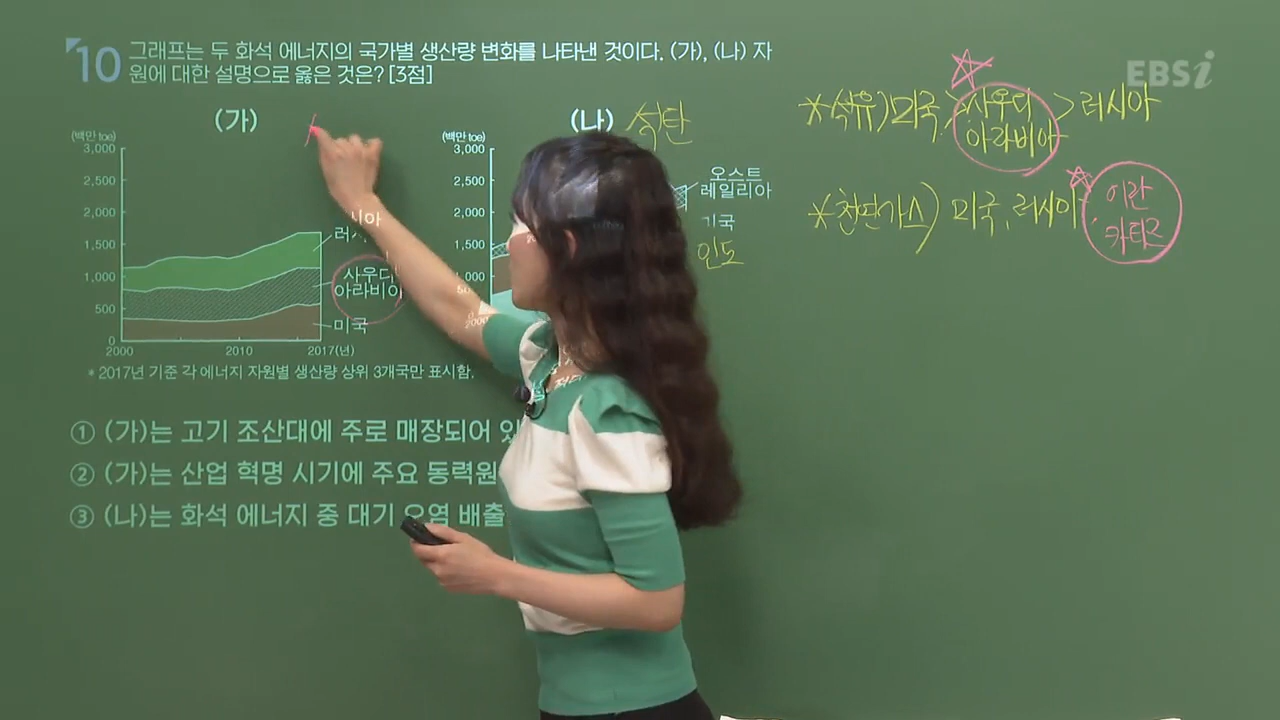 10 그래프는 두 화석 에너지의 국가별 생산량 변화를 나타낸 것이다. (가), (나) 자
원에 대한 설명으로 옳은 것은? [3점]
EBSi
*석유) 미국 > 사우디 > 러시아
아라비아
*천연가스) 미국, 러시아
이란
카타르
(가)
(백만 toe)
3,000
2,500
2,000
1,500
1,000
500
0
2000
2010
2017(년)
사우디
아라비아
미국
(나) 석탄
(백만 toe)
3,000
2,500
2,000
1,500
2000
오스트
레일리아
인도
* 2017년 기준 각 에너지 자원별 생산량 상위 3개국만 표시함.
① (가)는 고기 조산대에 주로 매장되어
② (가)는 산업 혁명 시기에 주요 동력원
③ (나)는 화석 에너지 중 대기 오염 배출